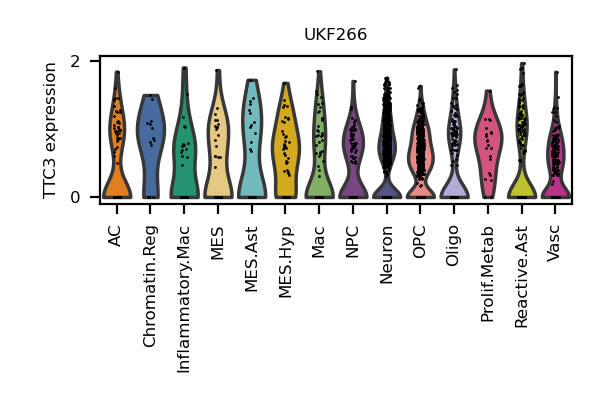 UKF266
TTC3 expression
2
0
AC
Chromatin.Reg
Inflammatory.Mac
MES
MES.Ast
MES.Hyp
Mac
NPC
Neuron
OPC
Oligo
Prolif.Metab
Reactive.Ast
Vasc